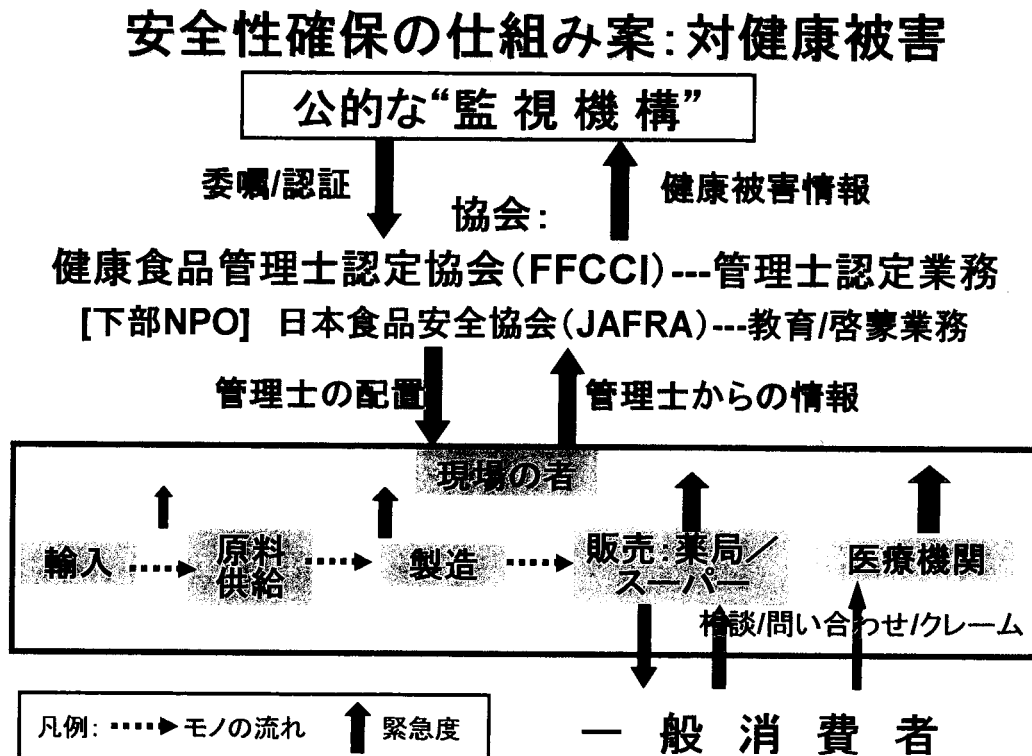 安全性確保の仕組み案:対健康被害
公的な“監視機構”
委嘱/認証
健康被害情報
協会:
健康食品管理士認定協会(FFCCI)---管理士認定業務
[下部NPO] 日本食品安全協会(JAFRA)---教育/啓蒙業務
管理士の配置
管理士からの情報
現場の者
輸入
原料
供給
製造
販売:薬局/
スーパー
医療機関
相談/問い合わせ/クレーム
凡例:
モノの流れ
緊急度
一般消費者